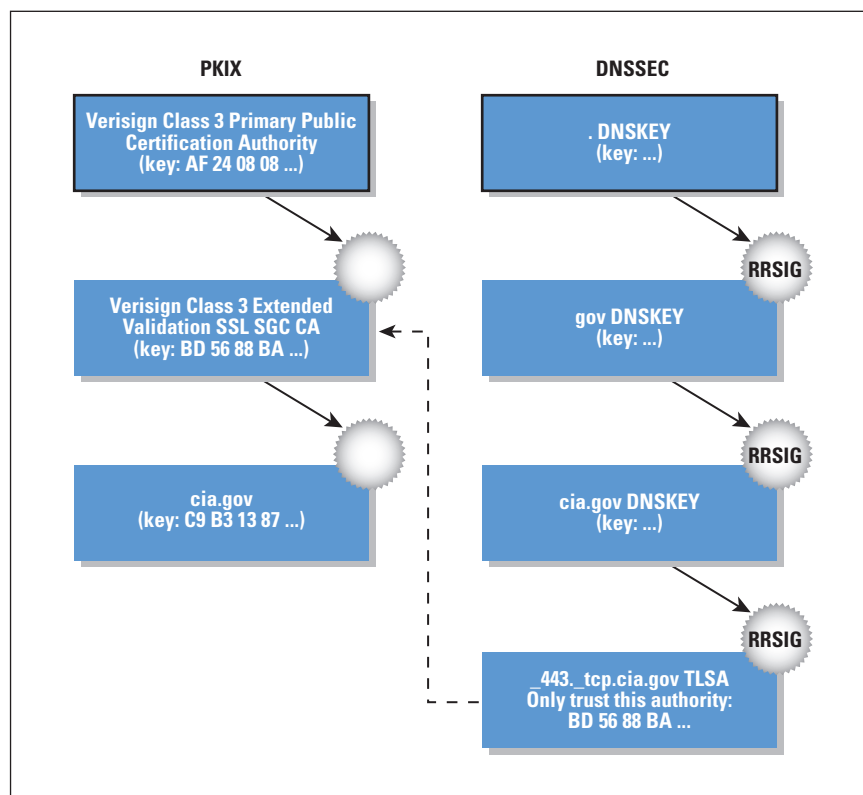 PKIX
Verisign Class 3 Primary Public
Certification Authority
(key: AF 24 08 08 ...)
Verisign Class 3 Extended
Validation SSL SGC CA
(key: BD 56 88 BA ...)
cia.gov
(key: C9 B3 13 87 ...)
DNSSEC
. DNSKEY
(key: ...)
RRSIG
gov DNSKEY
(key: ...)
RRSIG
cia.gov DNSKEY
(key: ...)
RRSIG
_443._tcp.cia.gov TLSA
Only trust this authority:
BD 56 88 BA ...